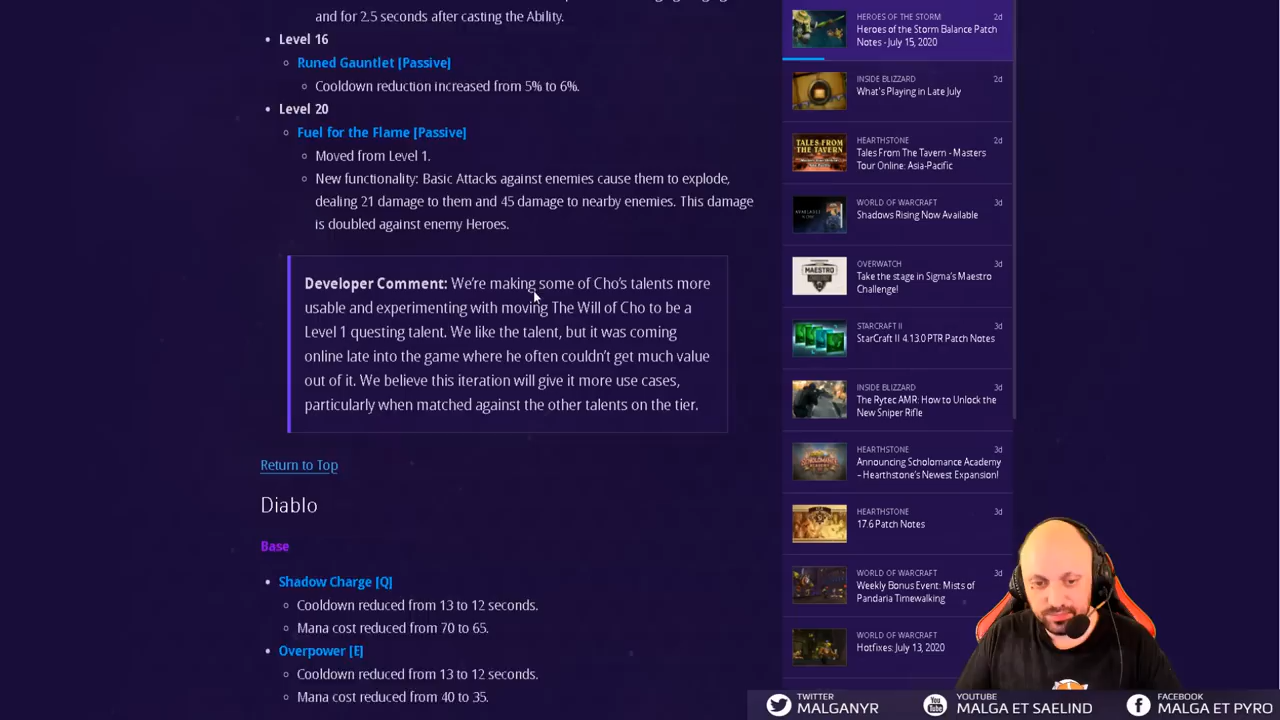 and for 2.5 seconds after casting the Ability.
Level 16
Runed Gauntlet [Passive]
Cooldown reduction increased from 5% to 6%.
Level 20
Fuel for the Flame [Passive]
Moved from Level 1.
New functionality: Basic Attacks against enemies cause them to explode,
dealing 21 damage to them and 45 damage to nearby enemies. This damage
is doubled against enemy Heroes.
Developer Comment: We're making some of Cho's talents more
usable and experimenting with moving The Will of Cho to be a
Level 1 questing talent. We like the talent, but it was coming
online late into the game where he often couldn't get much value
out of it. We believe this iteration will give it more use cases,
particularly when matched against the other talents on the tier.
Return to Top
Diablo
Base
Shadow Charge [Q]
Cooldown reduced from 13 to 12 seconds.
Mana cost reduced from 70 to 65.
Overpower [E]
Cooldown reduced from 13 to 12 seconds.
Mana cost reduced from 40 to 35.
HEROES OF THE STORM 2d
Heroes of the Storm Balance Patch
Notes - July 15, 2020
INSIDE BLIZZARD 2d
What's Playing in Late July
HEARTHSTONE 2d
Tales From The Tavern - Masters
Tour Online: Asia-Pacific
TALES FROM
THE TAVERN
WORLD OF WARCRAFT 3d
Shadows Rising Now Available
OVERWATCH 3d
Take the stage in Sigma's Maestro
Challenge!
MAESTRO
STARCRAFT II 3d
StarCraft II 4.13.0 PTR Patch Notes
INSIDE BLIZZARD 3d
The Rytec AMR: How to Unlock the
New Sniper Rifle
HEARTHSTONE 3d
Announcing Scholomance Academy
– Hearthstone's Newest Expansion!
HEARTHSTONE 3d
17.6 Patch Notes
WORLD OF WARCRAFT 3d
Weekly Bonus Event: Mists of
Pandaria Timewalking
WORLD OF WARCRAFT
Hotfixes: July 13, 2020
TWITTER
MALGANYR
YOUTUBE
MALGA ET SAELIND
FACEBOOK
MALGA ET PYRO